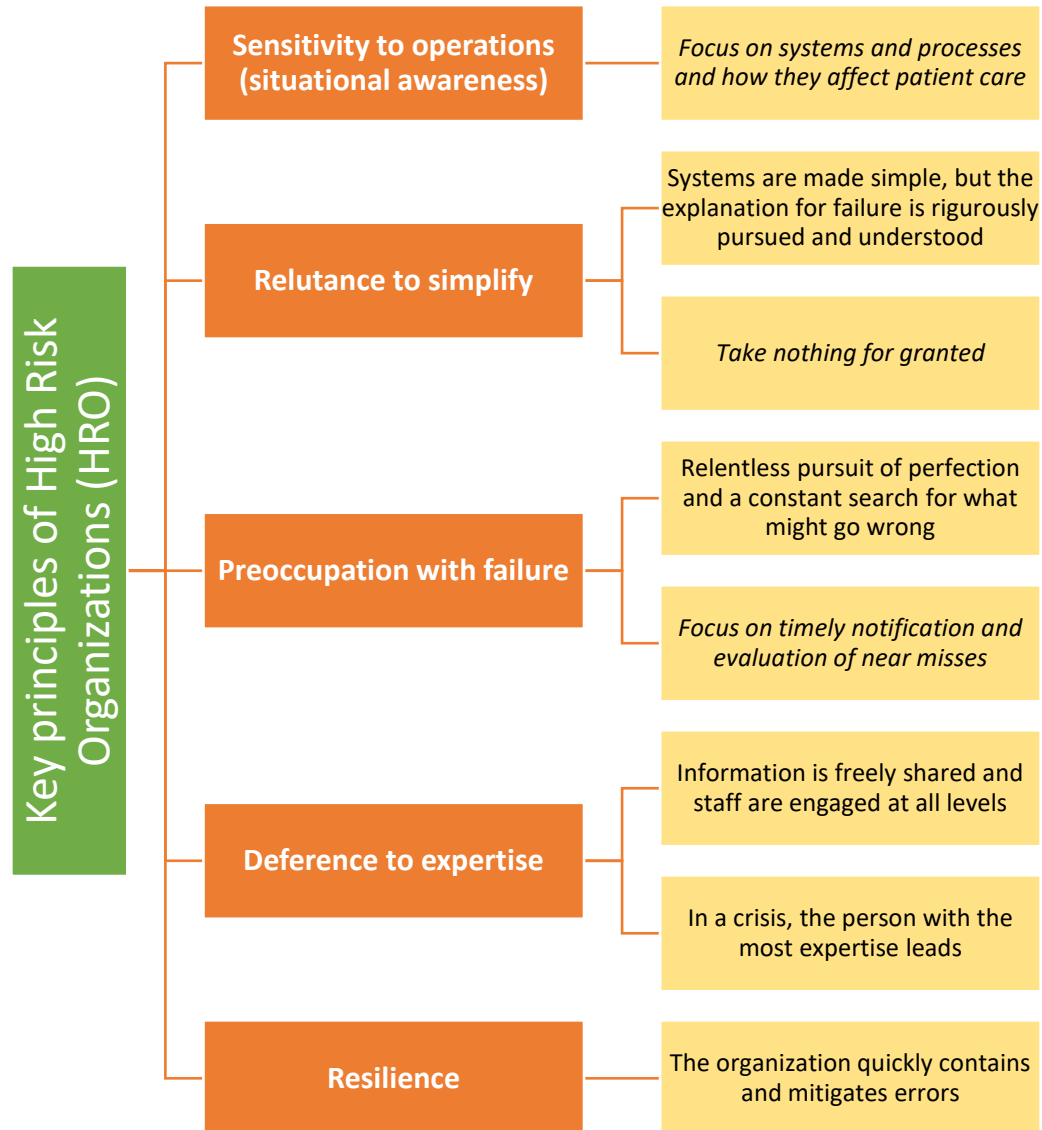 Key principles of High Risk
Organizations (HRO)
Sensitivity to operations
(situational awareness)
Focus on systems and processes
and how they affect patient care
Relutance to simplify
Systems are made simple, but the
explanation for failure is rigurously
pursued and understood
Take nothing for granted
Preoccupation with failure
Relentless pursuit of perfection
and a constant search for what
might go wrong
Focus on timely notification and
evaluation of near misses
Deference to expertise
Information is freely shared and
staff are engaged at all levels
In a crisis, the person with the
most expertise leads
Resilience
The organization quickly contains
and mitigates errors